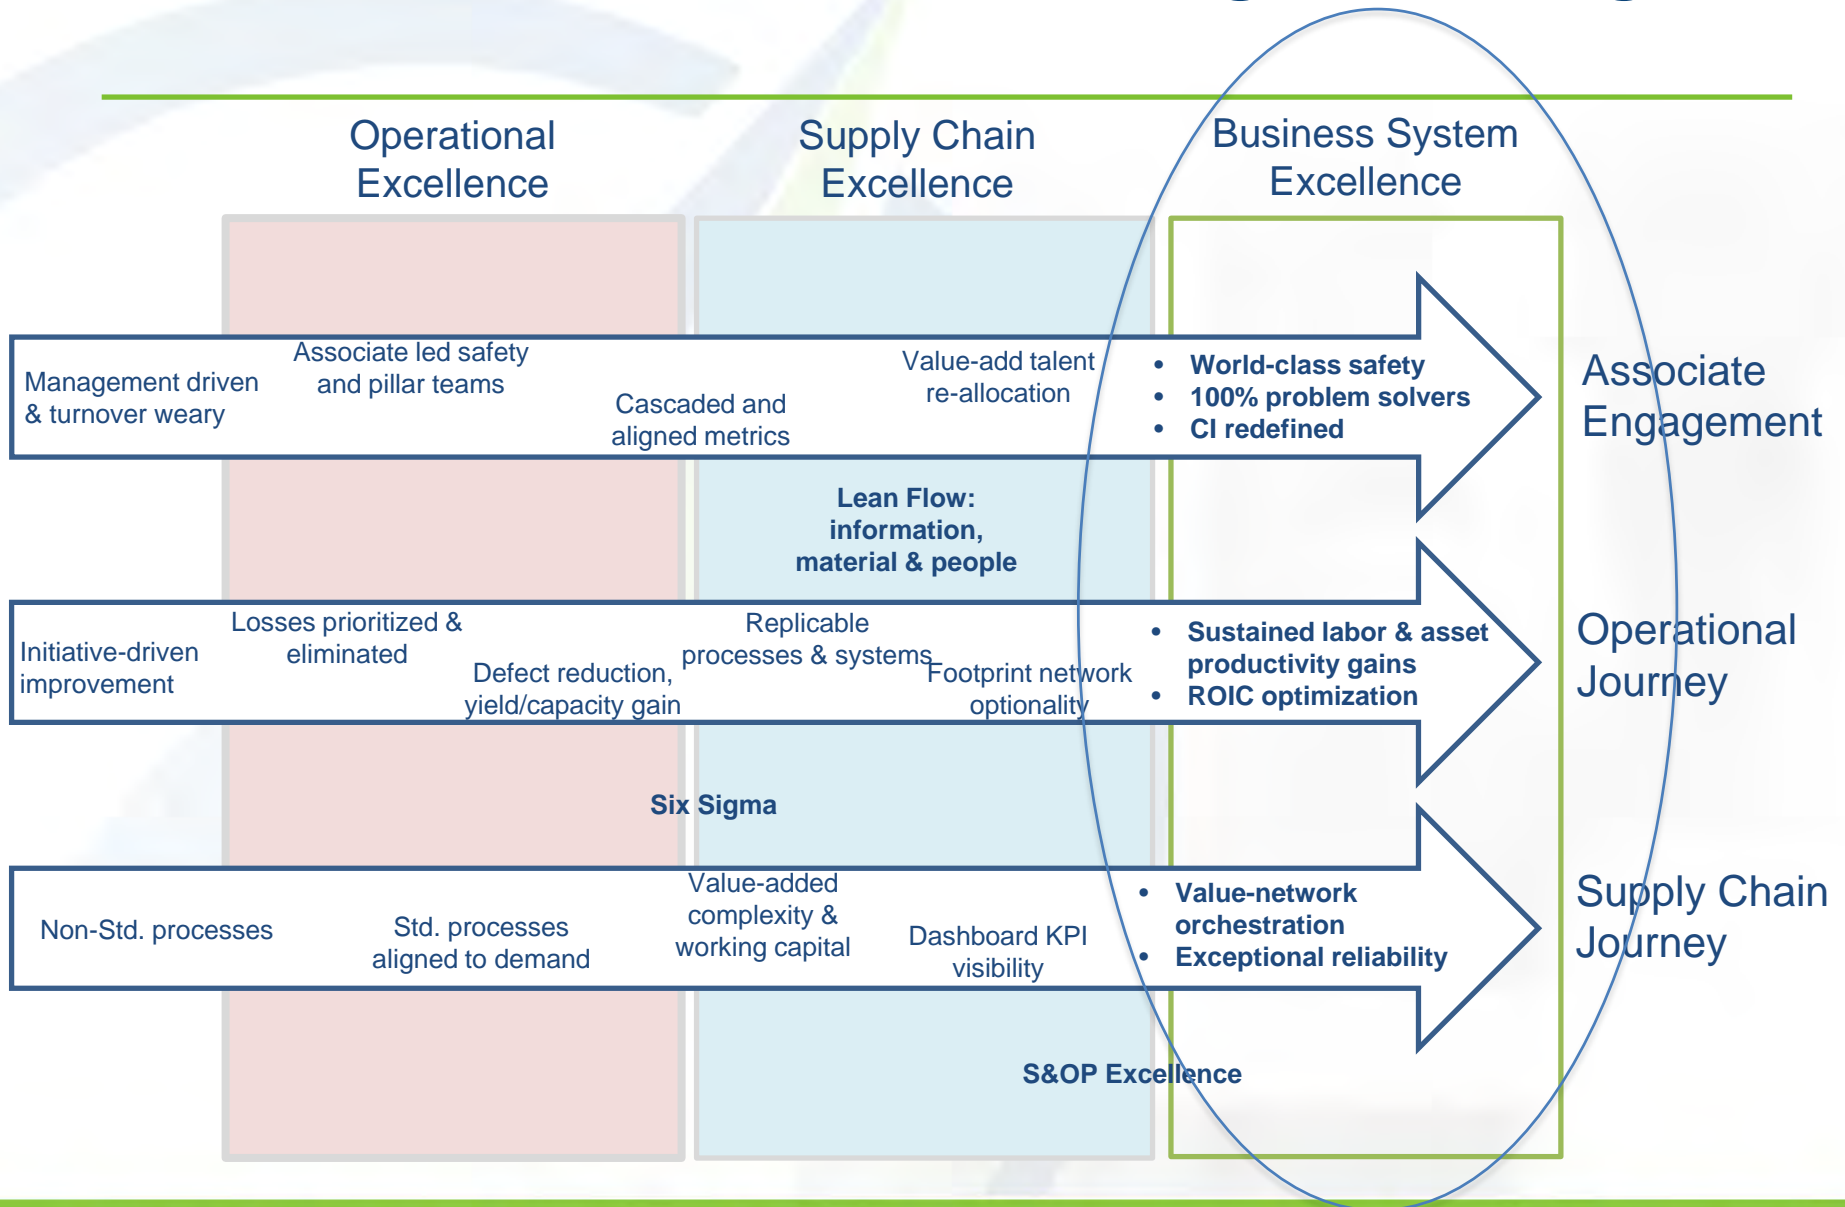 Operational
Excellence
Supply Chain
Excellence
Business System
Excellence
Management driven
& turnover weary
Associate led safety
and pillar teams
Cascaded and
aligned metrics
Value-add talent
re-allocation
• World-class safety
• 100% problem solvers
• CI redefined
Associate
Engagement
Lean Flow:
information,
material & people
Initiative-driven
improvement
Losses prioritized &
eliminated
Defect reduction,
yield/capacity gain
Replicable
processes & systems
Footprint network
optionality
• Sustained labor & asset
productivity gains
• ROIC optimization
Operational
Journey
Six Sigma
Non-Std. processes
Std. processes
aligned to demand
Value-added
complexity &
working capital
Dashboard KPI
visibility
• Value-network
orchestration
• Exceptional reliability
Supply Chain
Journey
S&OP Excellence